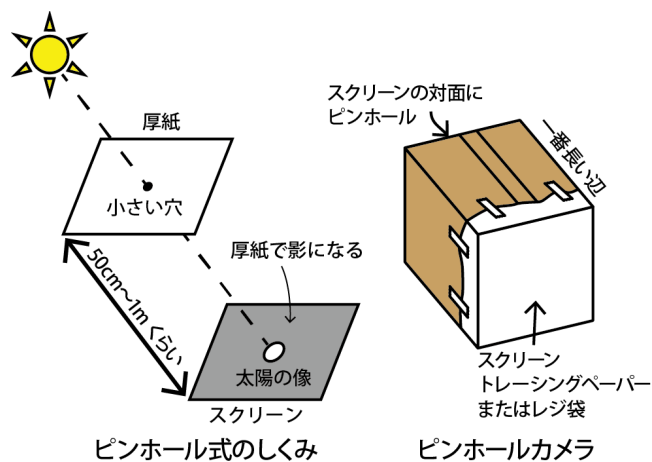 厚紙
小さい穴
50cm〜1mくらい
厚紙で影になる
太陽の像
スクリーン
ピンホール式のしくみ
スクリーンの対面に
ピンホール
一番長い辺
スクリーン
トレーシングペーパー
またはレジ袋
ピンホールカメラ